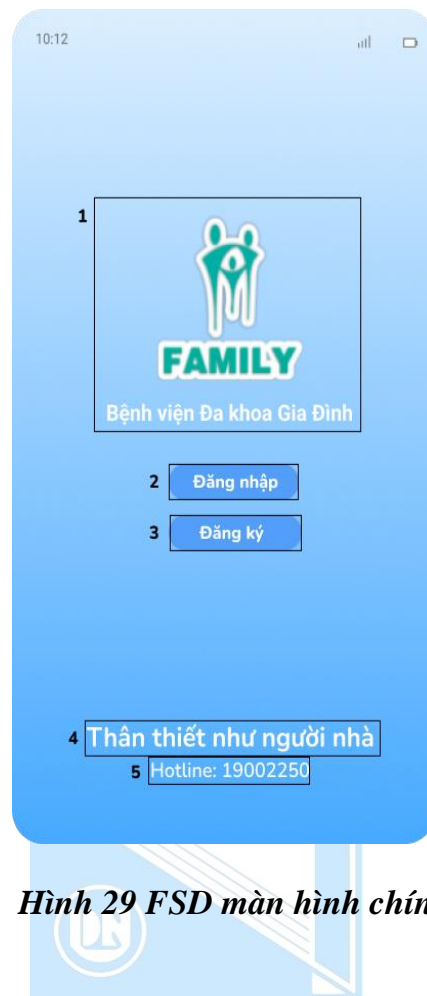 10:12
1
FAMILY
Bệnh viện Đa khoa Gia Đình
2 Đăng nhập
3 Đăng ký
4 Thân thiết như người nhà
5 Hotline: 19002250
Hình 29 FSD màn hình